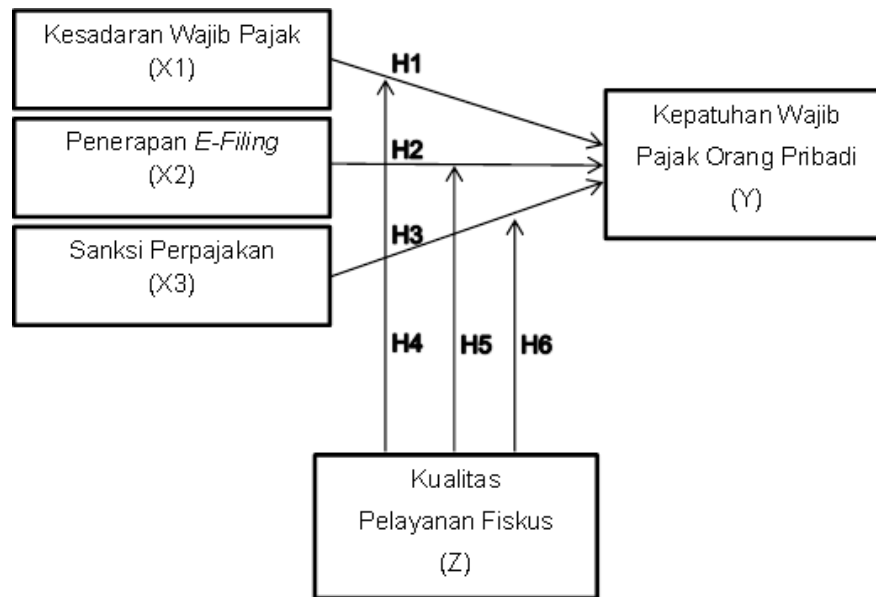 Kesadaran Wajib Pajak
(X1)
Penerapan E-Filing
(X2)
Sanksi Perpajakan
(X3)
H1
H2
H3
Kepatuhan Wajib
Pajak Orang Pribadi
(Y)
H4
H5
H6
Kualitas
Pelayanan Fiskus
(Z)